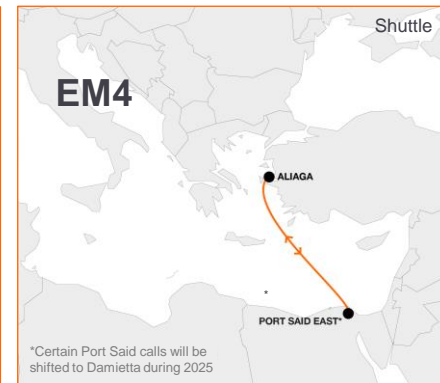 Shuttle
EM4
ALIAGA
*
PORT SAID EAST*
*Certain Port Said calls will be
shifted to Damietta during 2025